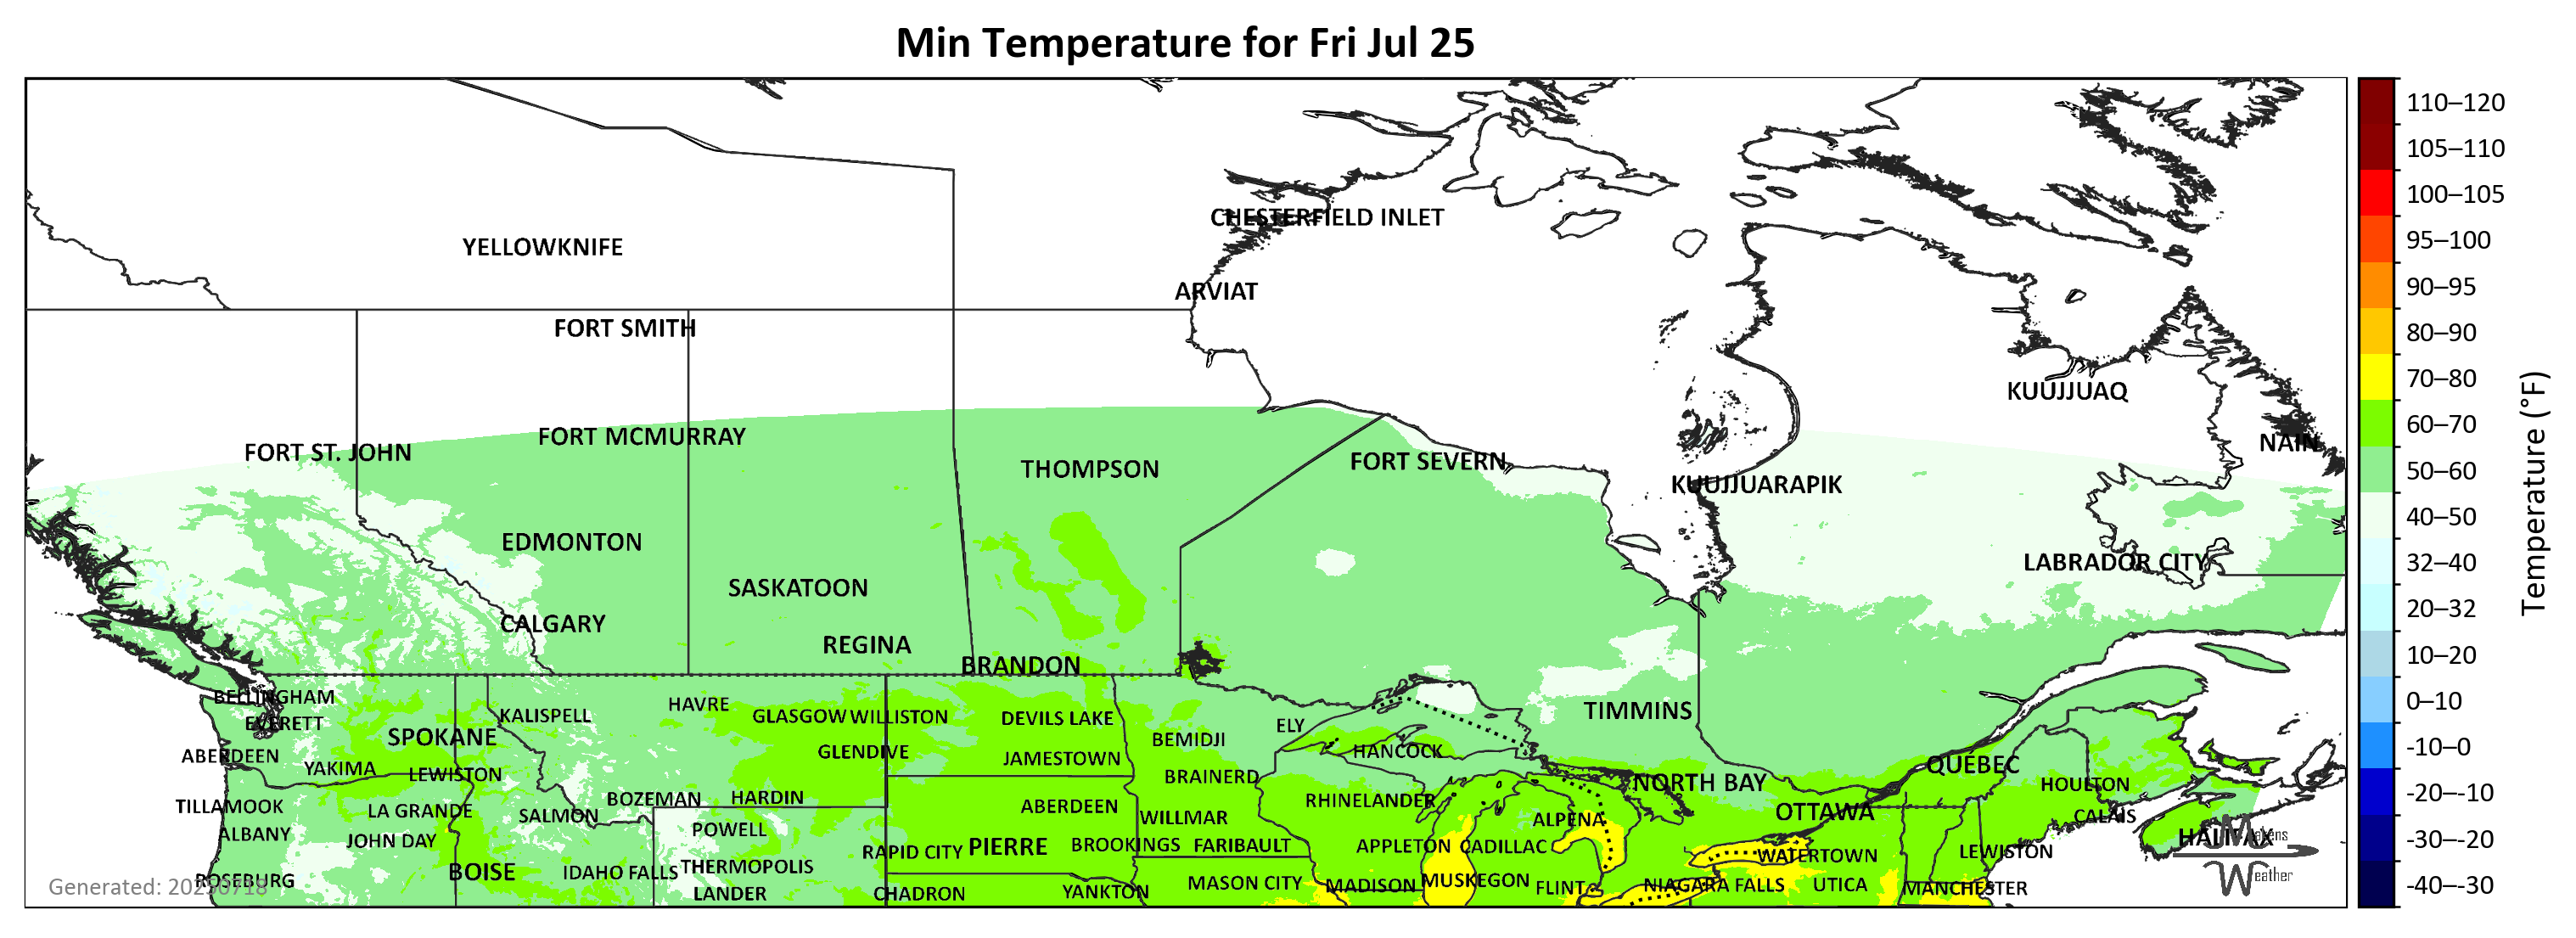 Min Temperature for Fri Jul 25
110–120
105–110
CHESTERFIELD INLET
100–105
YELLOWKNIFE
95–100
ARVIAT
90–95
FORT SMITH
80–90
KUUJJUAQ
70–80
FORT MCMURRAY
60–70
FORT ST. JOHN
NAIN
THOMPSON
FORT SEVERN
50–60
KUUJJUARAPIK
Temperature (°F)
40–50
EDMONTON
LABRADOR CITY
32–40
SASKATOON
20–32
CALGARY
REGINA
10–20
BRANDON
BELLINGHAM
0–10
HAVRE
KALISPELL
GLASGOW
WILLISTON
DEVILS LAKE
TIMMINS
EVERETT
ELY
SPOKANE
BEMIDJI
-10–0
ABERDEEN
GLENDIVE
JAMESTOWN
HANCOCK
QUÉBEC
YAKIMA
LEWISTON
BRAINERD
NORTH BAY
HOULTON
-20–-10
TILLAMOOK
LA GRANDE
SALMON
BOZEMAN
HARDIN
ABERDEEN
WILLMAR
RHINELANDER
ALPENA
OTTAWA
CALAIS
ALBANY
JOHN DAY
POWELL
HALIFAX
Makens
-30–-20
RAPID CITY
PIERRE
BROOKINGS
FARIBAULT
APPLETON
CADILLAC
WATERTOWN
LEWISTON
BOISE
IDAHO FALLS
THERMOPOLIS
Weather
ROSEBURG
Generated: 20250718
LANDER
CHADRON
YANKTON
MASON CITY
MADISON
MUSKEGON
FLINT
NIAGARA FALLS
UTICA
MANCHESTER
-40–-30